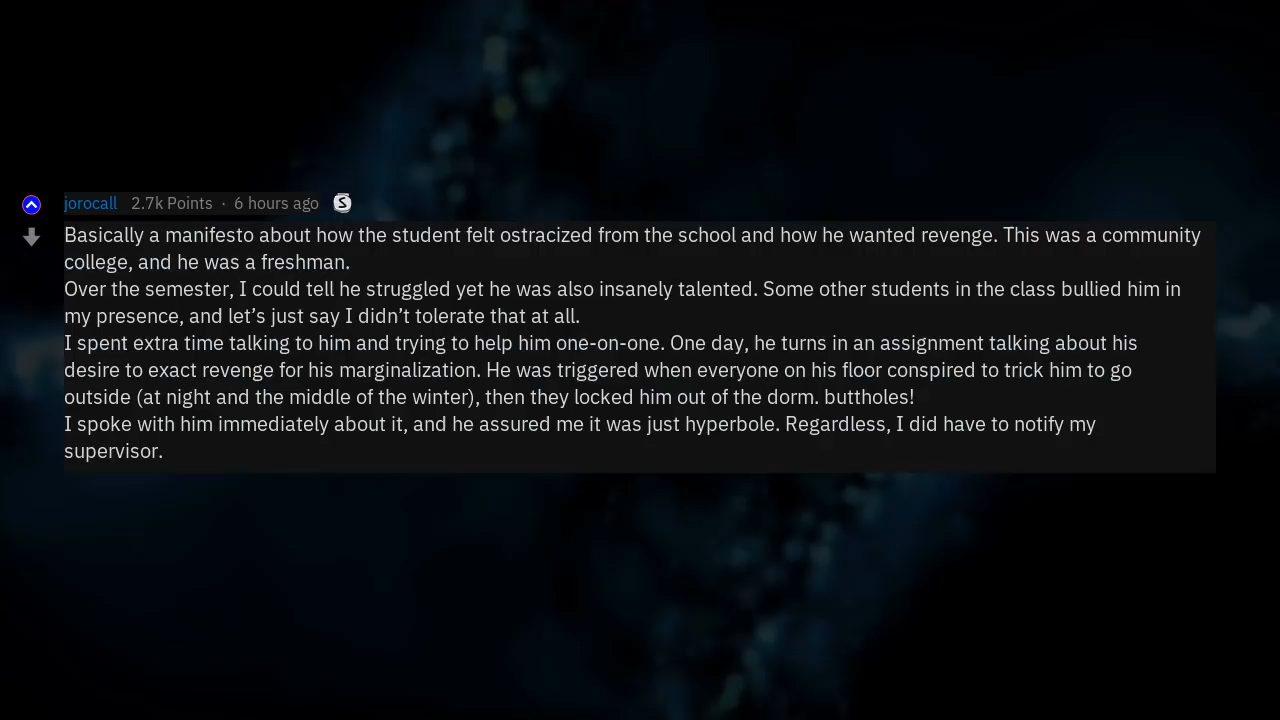 jorocall 2.7k Points · 6 hours ago S
Basically a manifesto about how the student felt ostracized from the school and how he wanted revenge. This was a community
college, and he was a freshman.
Over the semester, I could tell he struggled yet he was also insanely talented. Some other students in the class bullied him in
my presence, and let’s just say I didn’t tolerate that at all.
I spent extra time talking to him and trying to help him one-on-one. One day, he turns in an assignment talking about his
desire to exact revenge for his marginalization. He was triggered when everyone on his floor conspired to trick him to go
outside (at night and the middle of the winter), then they locked him out of the dorm. buttholes!
I spoke with him immediately about it, and he assured me it was just hyperbole. Regardless, I did have to notify my
supervisor.